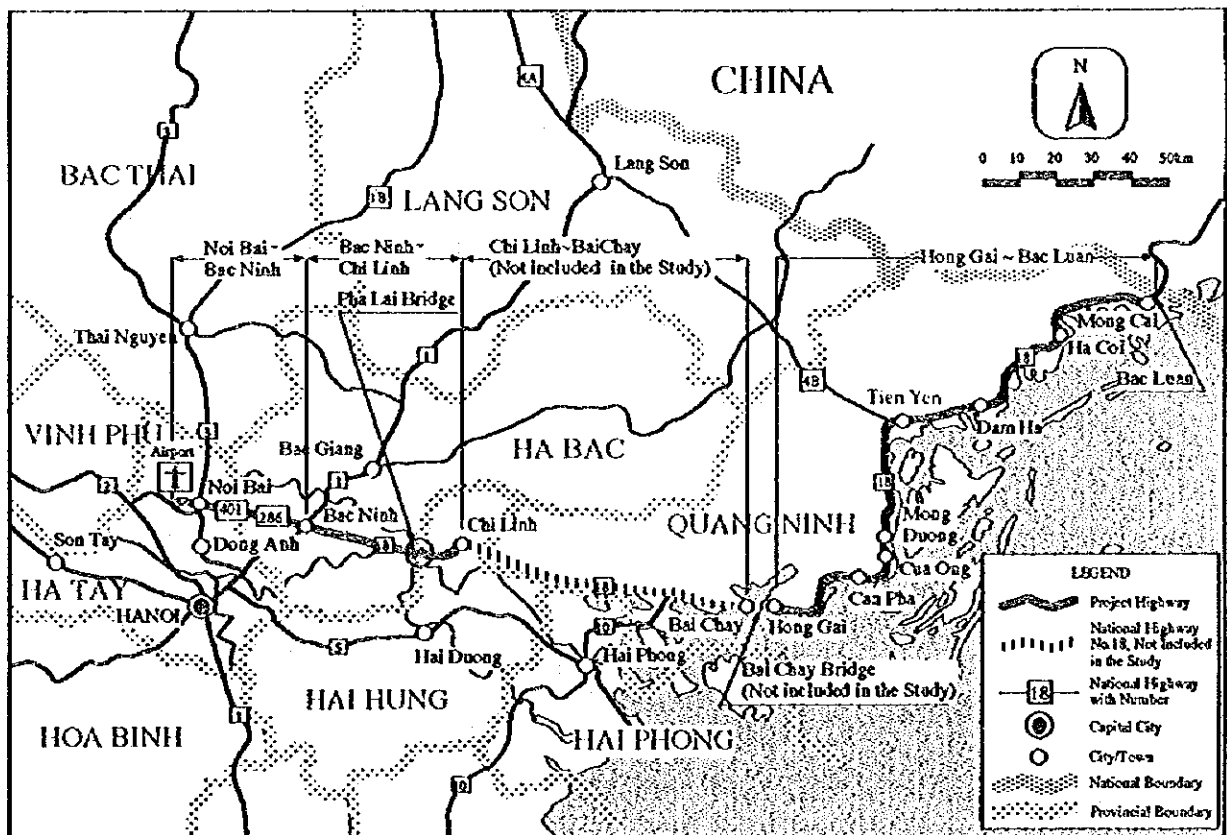 CHINA
N
0 10 20 30 40 50km
3
4A
BAC THAI
1B
LANG SON
Lang Son
Noi Bai ~
Bac Ninh
Bac Ninh ~
Chi Linh
Chi Linh~BaiChay
(Not included in the Study)
Hong Gai ~ Bac Luan
Pha Lai Bridge
Thai Nguyen
1
4B
Mong Cai
Ha Coi
18
Bac Luan
Tien Yen
Dam Ha
VINH PHU
3
Airport
Bac Giang
HA BAC
2
Noi Bai
401
286
1
Bac Ninh
18
Chi Linh
QUANG NINH
18
Mong
Duong
Cua Ong
Son Tay
Dong Anh
HA TAY
HANOI
18
Cam Pha
5
Hai Duong
10
Bai Chay
Hong Gai
Hai Phong
Bai Chay Bridge
(Not included in the Study)
HAI HUNG
HOA BINH
1
HAI PHONG
10
LEGEND
Project Highway
National Highway
No.18, Not Included
in the Study
18
National Highway
with Number
Capital City
City/Town
National Boundary
Provincial Boundary